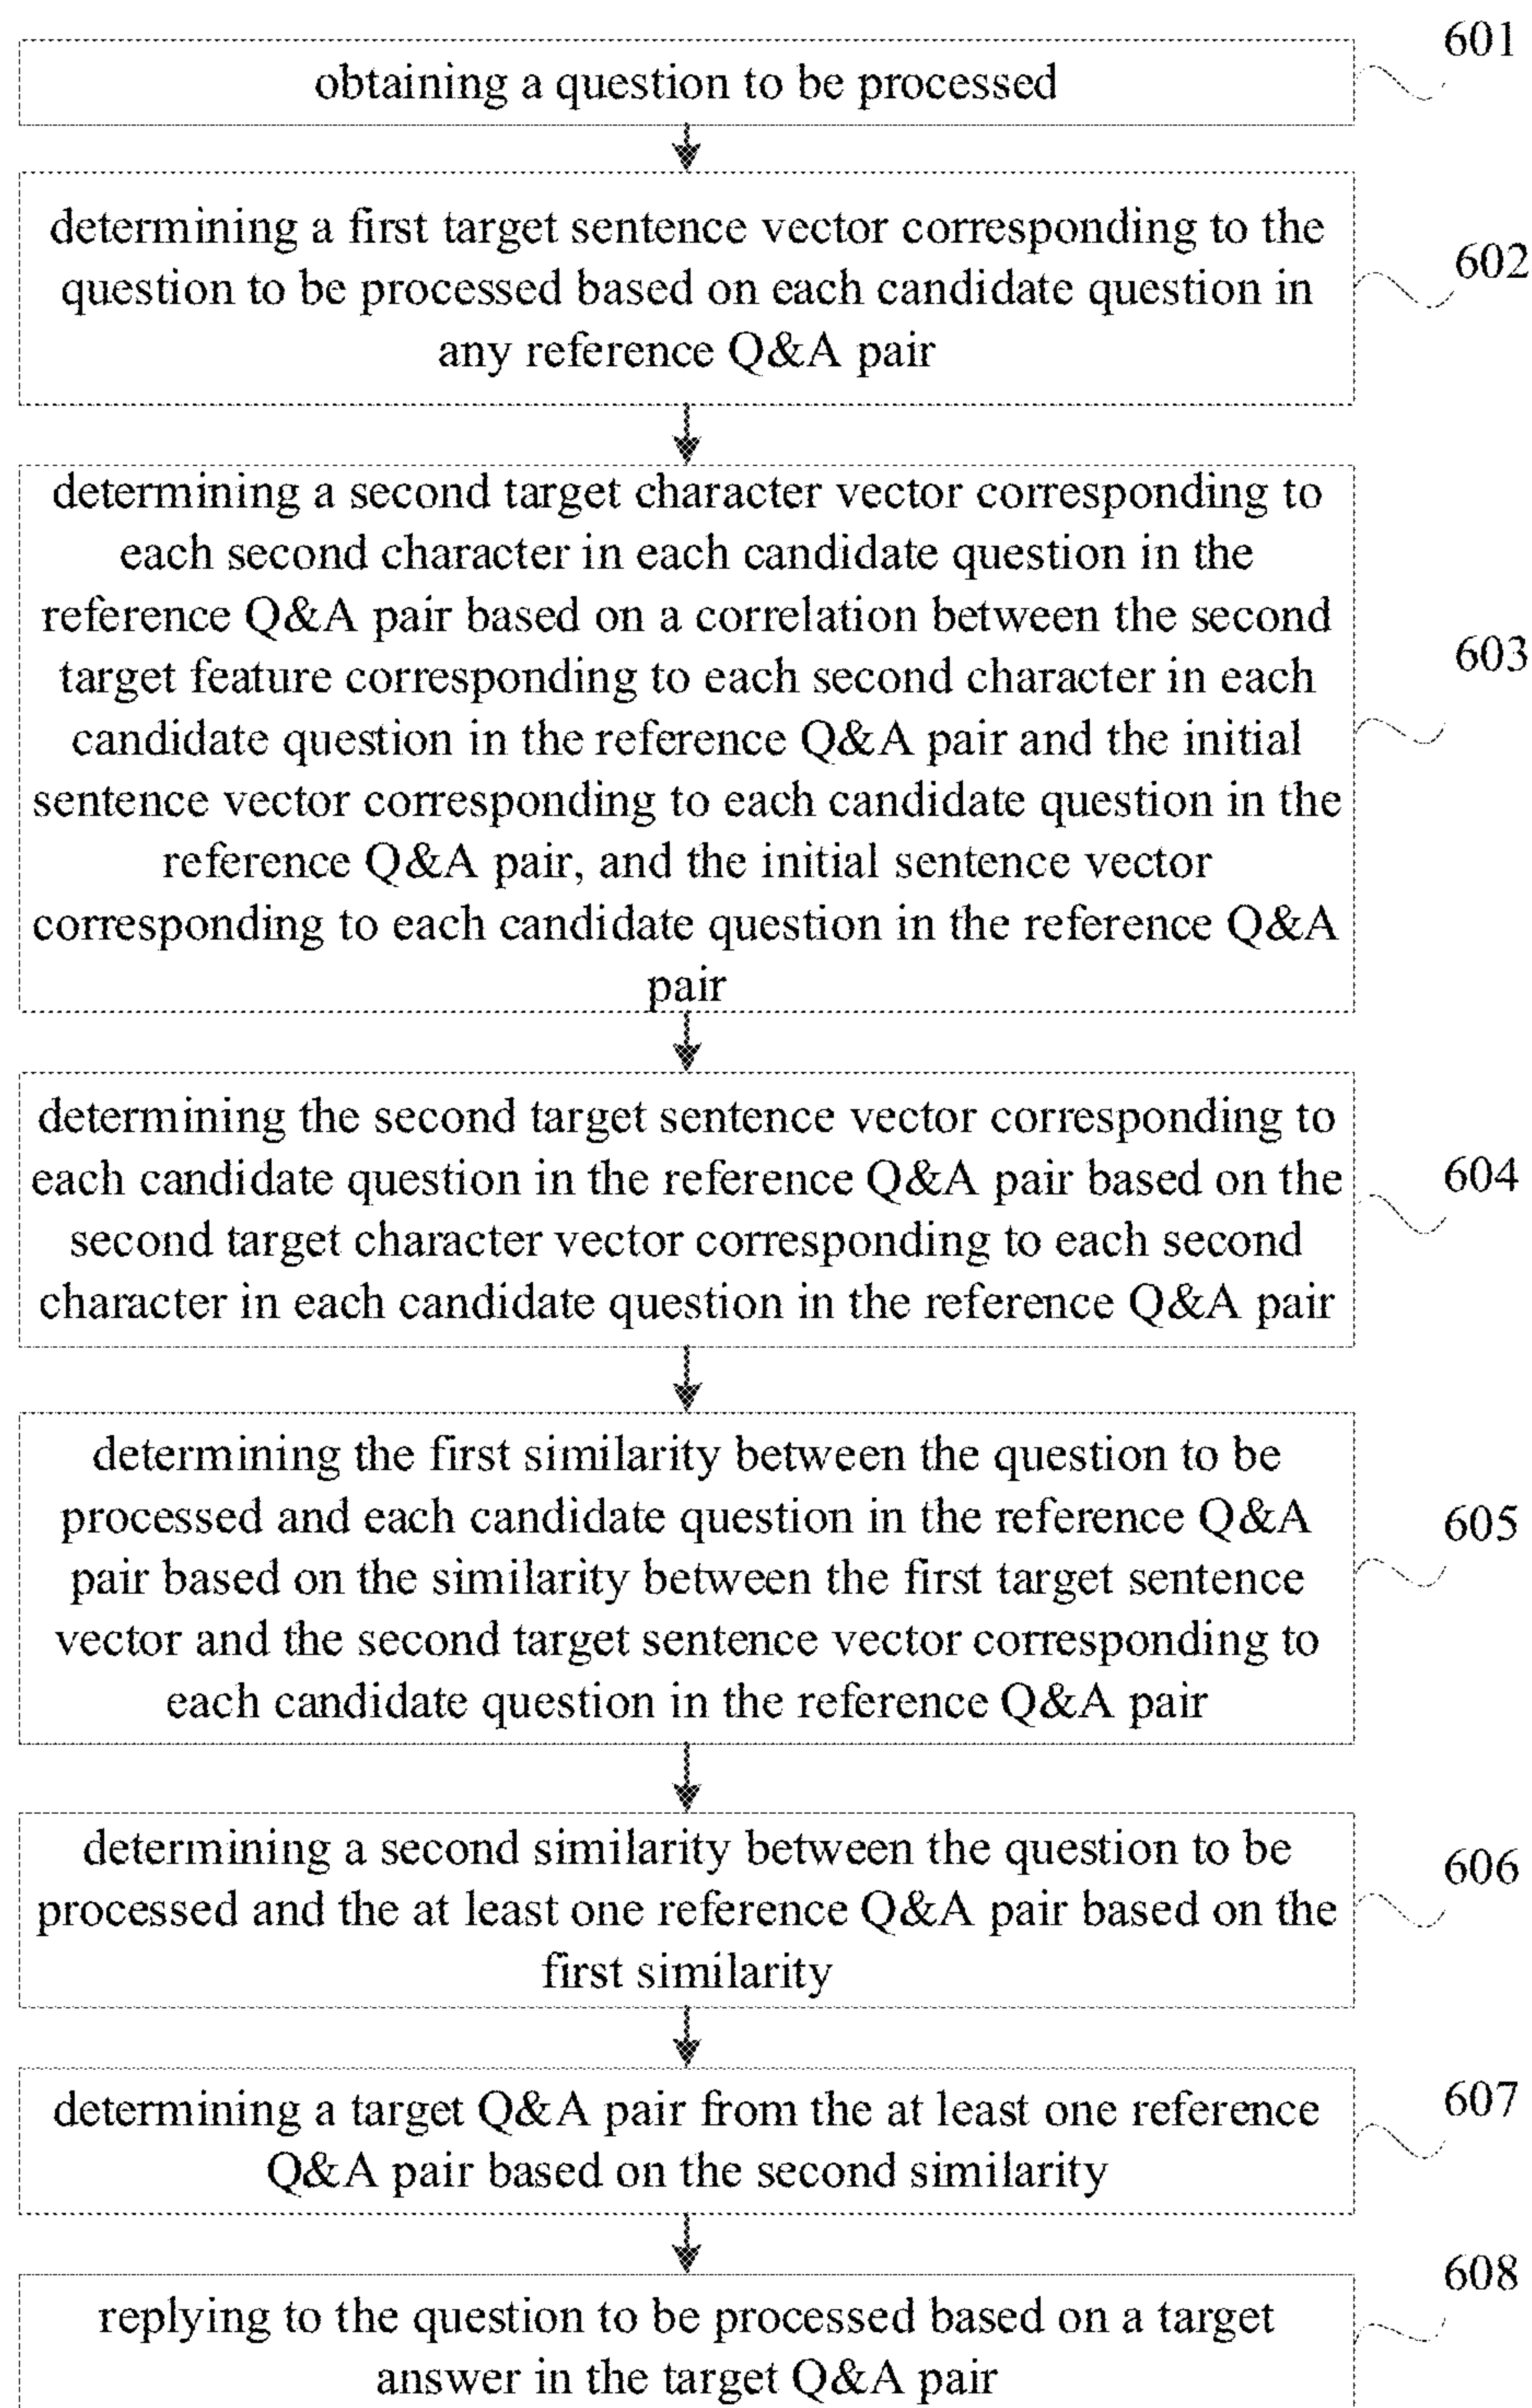 601
obtaining a question to be processed
determining a first target sentence vector corresponding to the
question to be processed based on each candidate question in
any reference Q&A pair
602
determining a second target character vector corresponding to
each second character in each candidate question in the
reference Q&A pair based on a correlation between the second
target feature corresponding to each second character in each
candidate question in the reference Q&A pair and the initial
sentence vector corresponding to each candidate question in the
reference Q&A pair, and the initial sentence vector
corresponding to each candidate question in the reference Q&A
pair
603
determining the second target sentence vector corresponding to
each candidate question in the reference Q&A pair based on the
second target character vector corresponding to each second
character in each candidate question in the reference Q&A pair
604
determining the first similarity between the question to be
processed and each candidate question in the reference Q&A
pair based on the similarity between the first target sentence
vector and the second target sentence vector corresponding to
each candidate question in the reference Q&A pair
605
determining a second similarity between the question to be
processed and the at least one reference Q&A pair based on the
first similarity
606
determining a target Q&A pair from the at least one reference
Q&A pair based on the second similarity
607
replying to the question to be processed based on a target
answer in the target Q&A pair
608